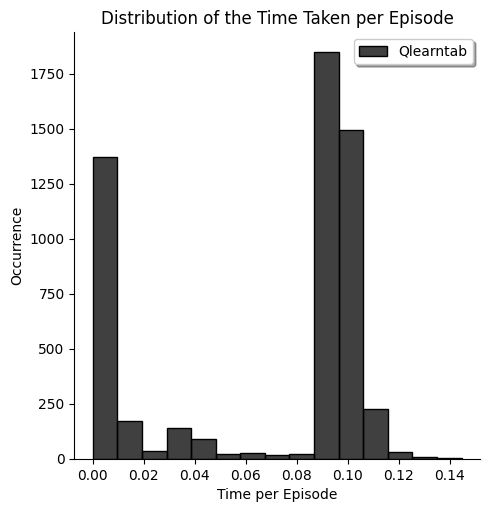 Distribution of the Time Taken per Episode
Qlearntab
1750
1500
1250
1000
750
500
250
0
Occurrence
0.00 0.02 0.04 0.06 0.08 0.10 0.12 0.14
Time per Episode